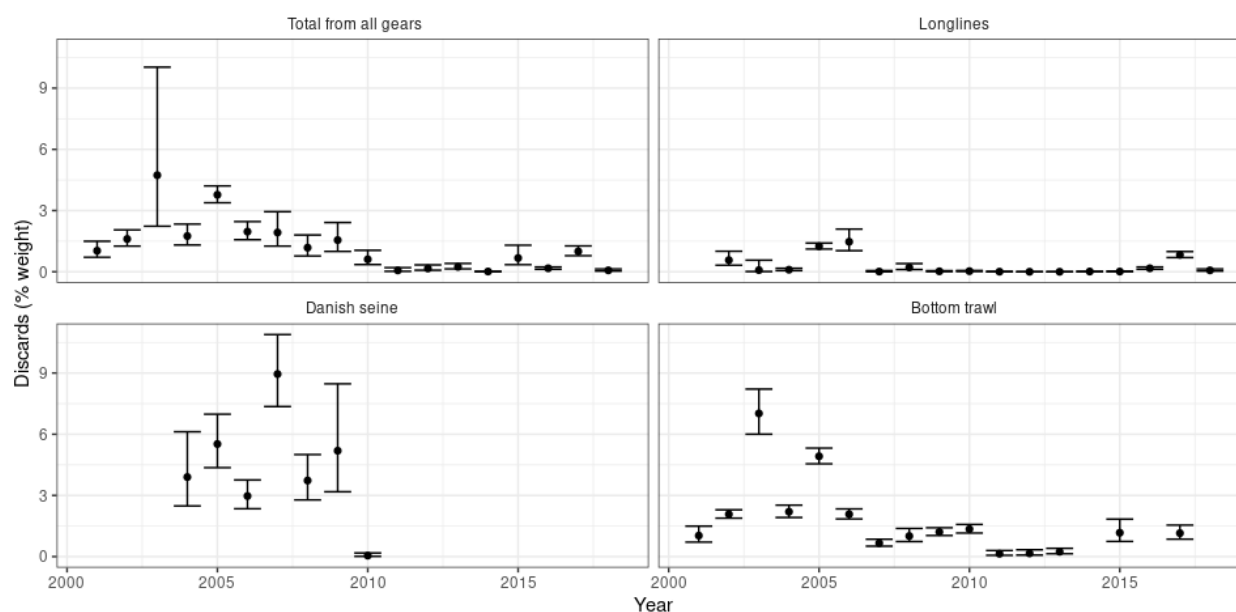 Total from all gears
Longlines
9
6
3
0
Danish seine
Bottom trawl
9
6
3
0
Discards (% weight)
2000 2005 2010 2015 2000 2005 2010 2015
Year